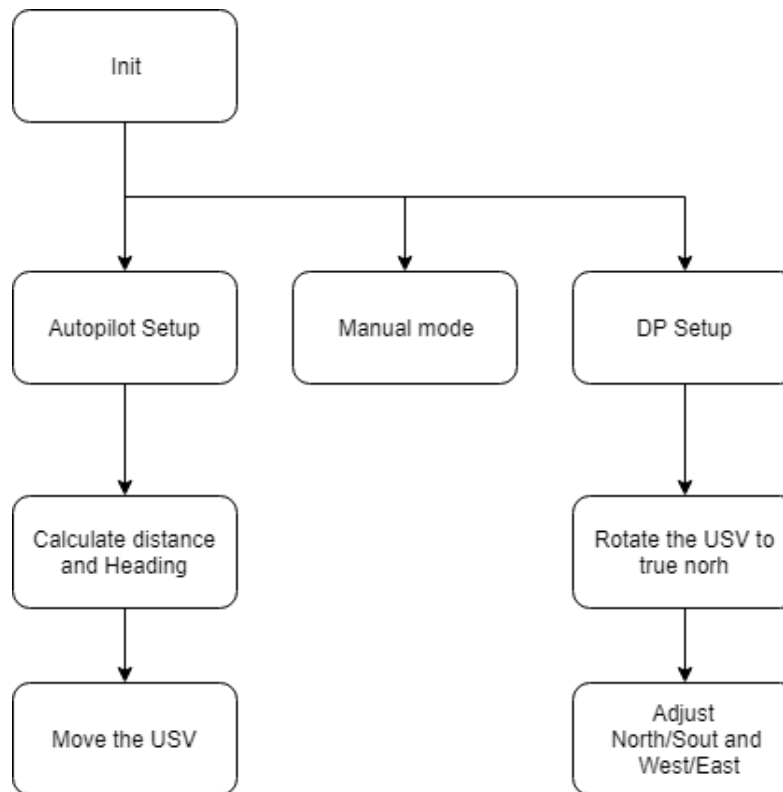 Init
Autopilot Setup
Manual mode
DP Setup
Calculate distance
and Heading
Rotate the USV to
true norh
Move the USV
Adjust
North/Sout and
West/East